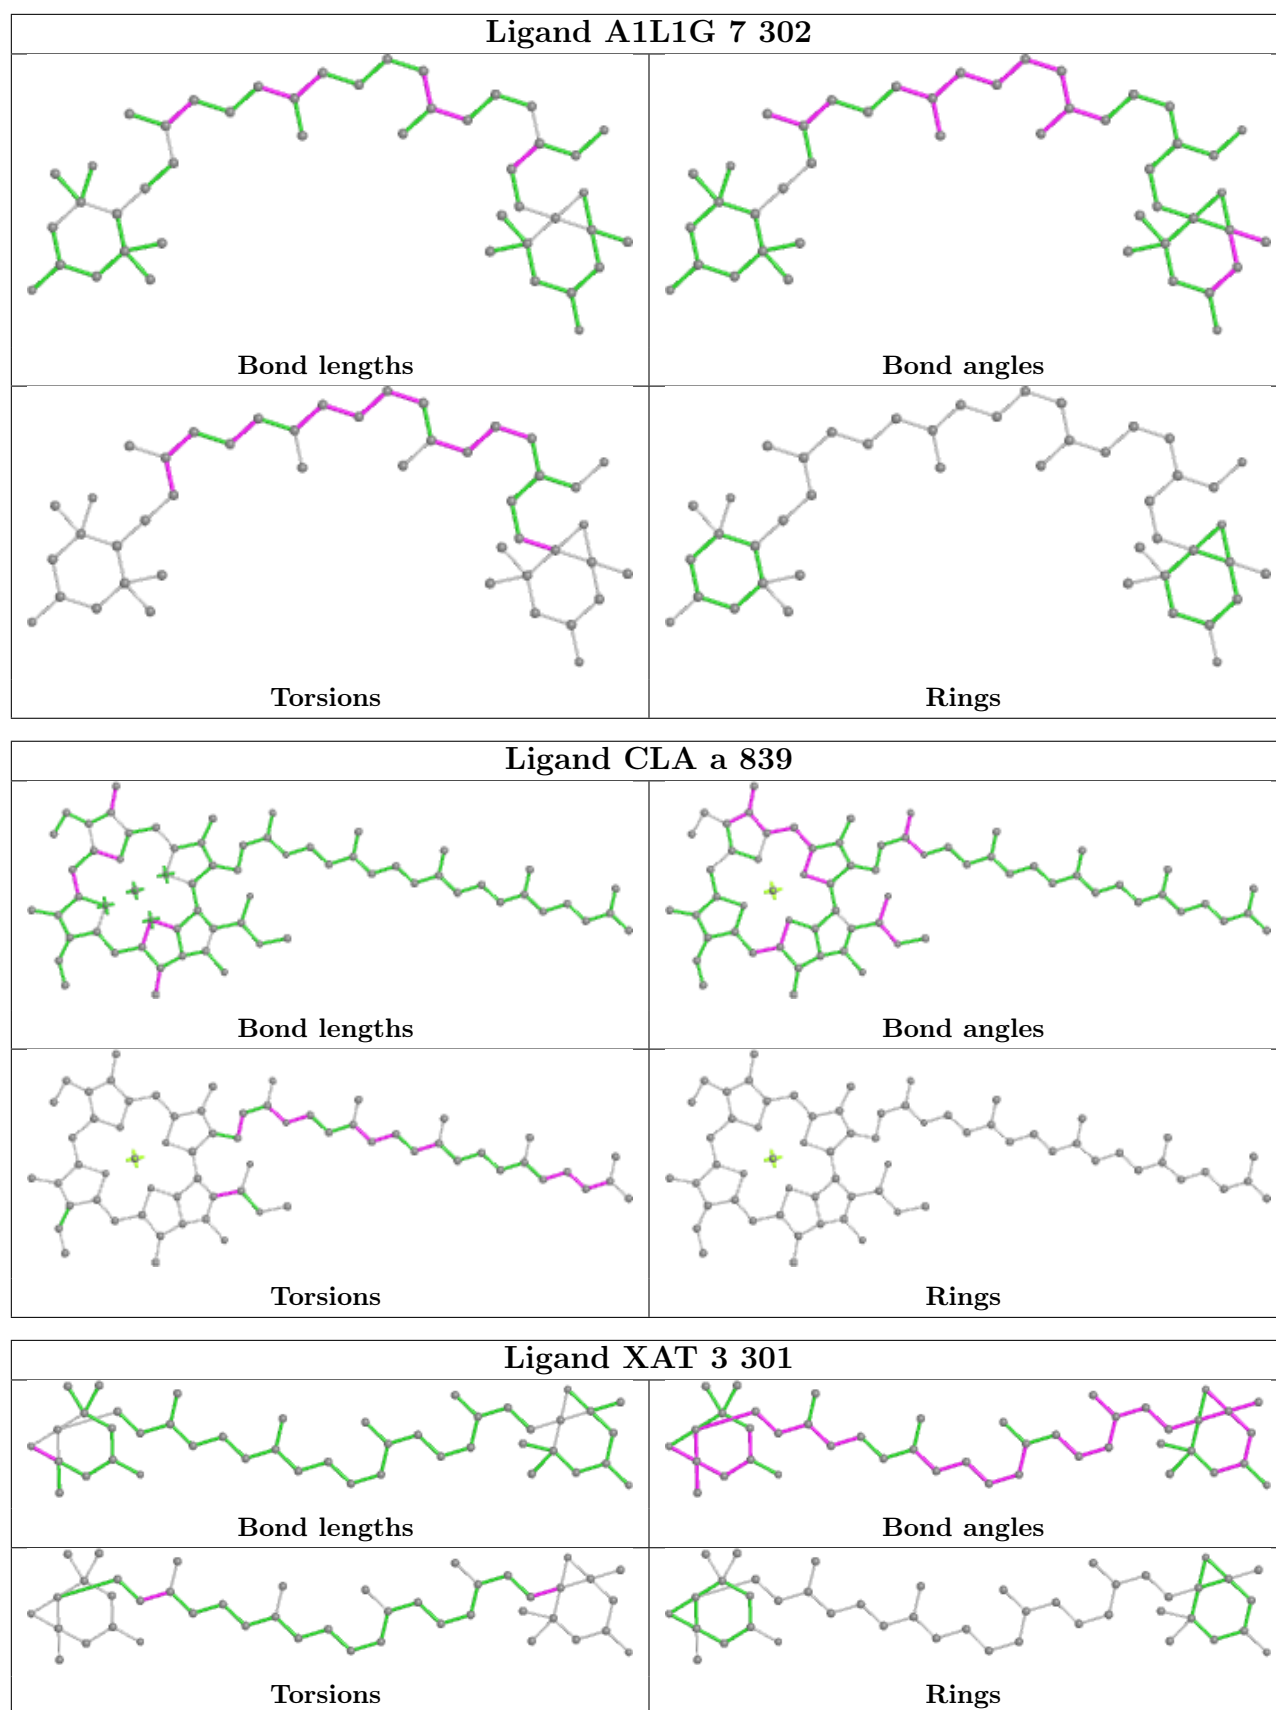 Ligand A1L1G 7 302
Bond lengths
Bond angles
Torsions
Rings
Ligand CLA a 839
Bond lengths
Bond angles
Torsions
Rings
Ligand XAT 3 301
Bond lengths
Bond angles
Torsions
Rings